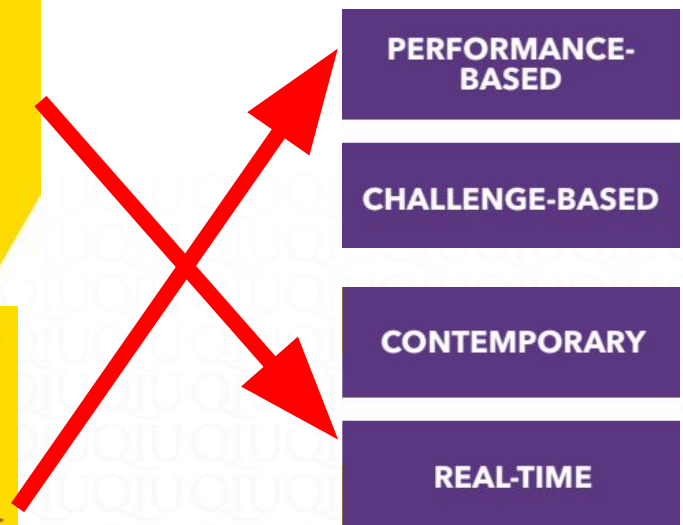 PERFORMANCE-
BASED
CHALLENGE-BASED
CONTEMPORARY
REAL-TIME